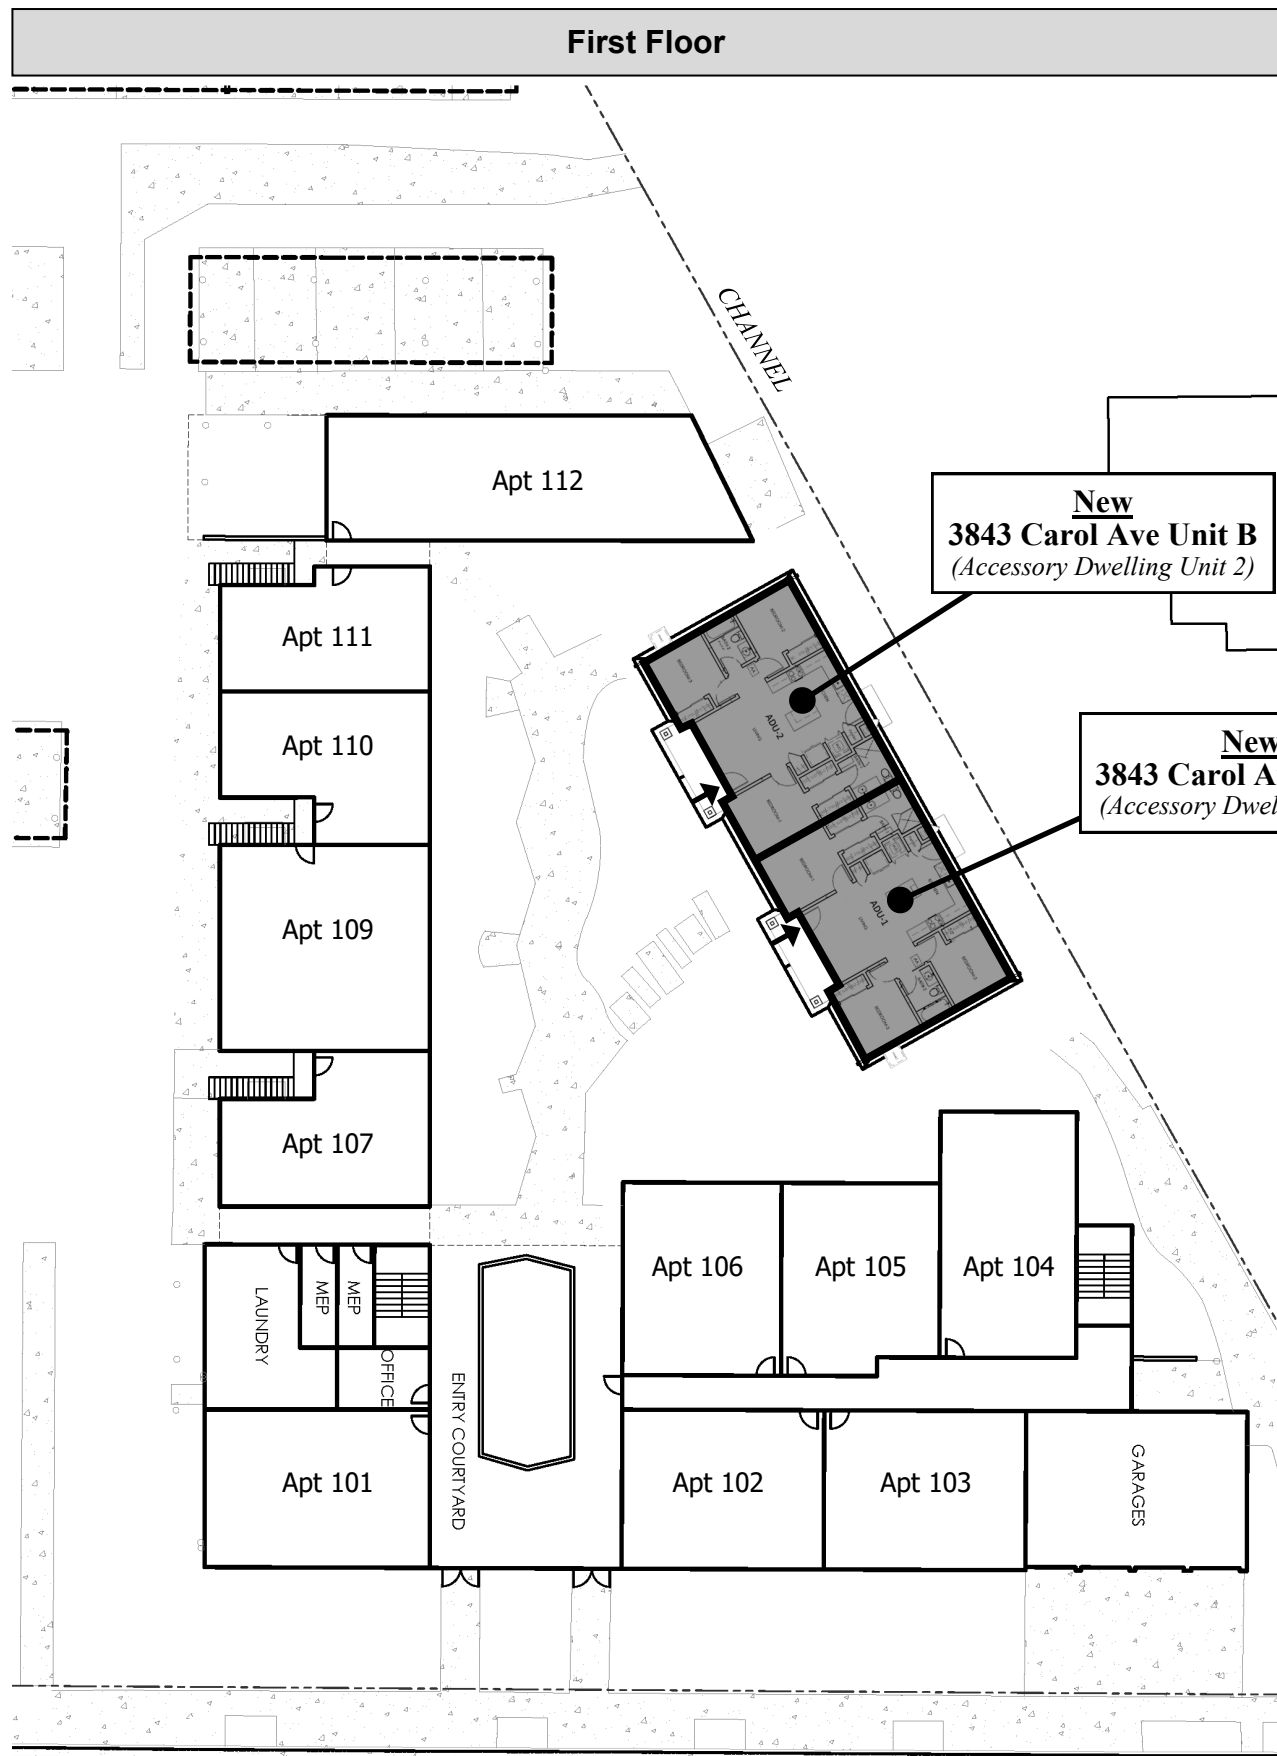 First Floor
CHANNEL
Apt 112
New
3843 Carol Ave Unit B
(Accessory Dwelling Unit 2)
Apt 111
ADU-2
New
3843 Carol A
(Accessory Dwel
Apt 110
Apt 109
ADU-1
Apt 107
Apt 106
Apt 105
Apt 104
LAUNDRY
MEP
MEP
OFFICE
ENTRY COURTYARD
Apt 101
Apt 102
Apt 103
GARAGES